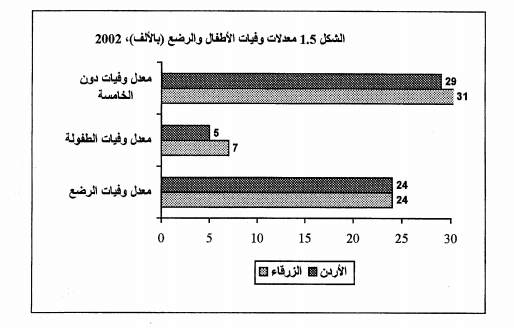 الشكل 1.5 معدلات وفيات الأطفال والرضع (بالألف)، 2002
معدل وفيات دون
الخامسة
29
31
معدل وفيات الطفولة
5
7
معدل وفيات الرضع
24
24
0 5 10 15 20 25 30
الأردن الزرقاء